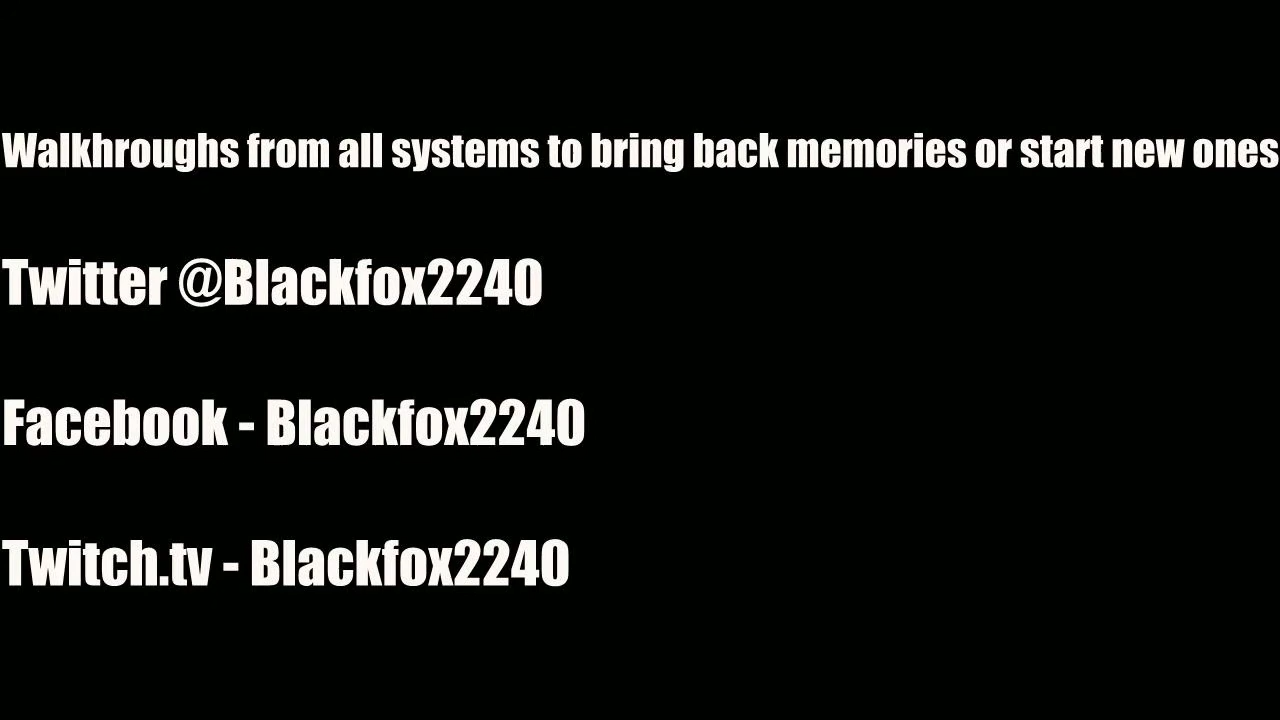 Walkhroughs from all systems to bring back memories or start new ones
Twitter @Blackfox2240
Facebook - Blackfox2240
Twitch.tv - Blackfox2240